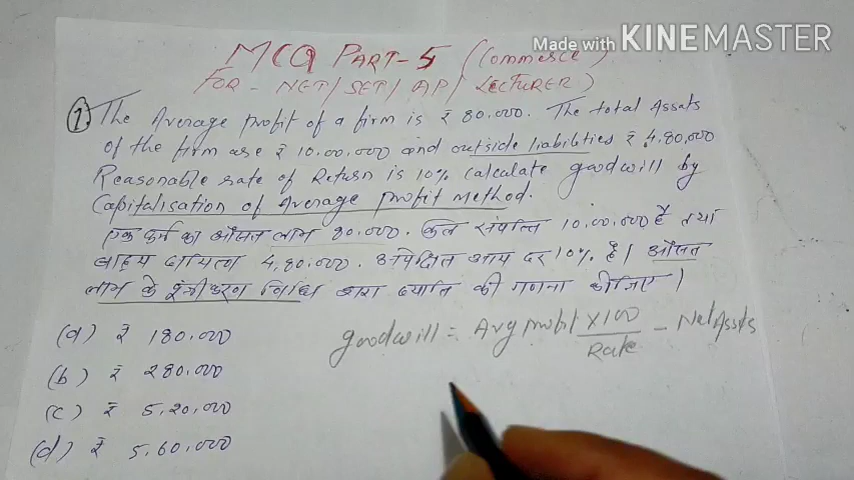 Made with KINEMASTER
MCQ PART-5 (Commerce)
FOR - NET/SET/AP/LECTURER)
1. The Average profit of a firm is ₹ 80.000. The total Assets
of the firm are ₹ 10.00.000 and outside liabilities ₹ 4,80,000
Reasonable rate of Return is 10% calculate goodwill by
Capitalisation of Average profit Method.
एक फर्म का औसत लाभ 80.000. कुल संपत्ति 10.00.000 है तथा
बाह्य दायित्व 4,80.000. अपेक्षित आय दर 10% है। औसत
लाभ के पूंजीकरण विधि द्वारा ख्याति की गणना कीजिए।
goodwill = Avg profit X100 - Net Assets
Rate
(a) ₹ 180.000
(b) ₹ 280.000
(c) ₹ 5,20.000
(d) ₹ 5,60.000